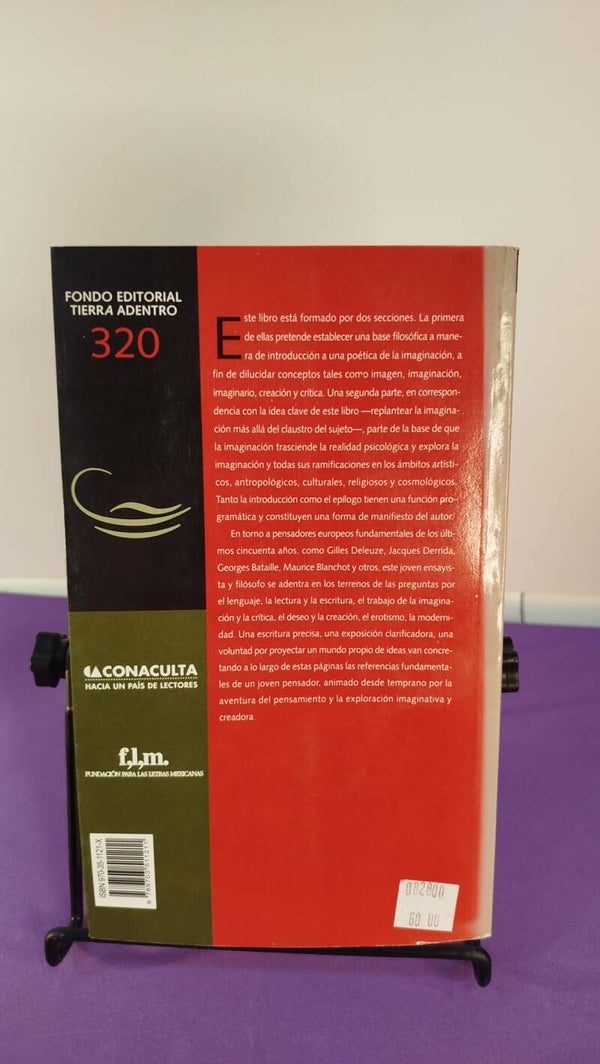 FONDO EDITORIAL
TIERRA ADENTRO
320
Este libro está formado por dos secciones. La primera
de ellas pretende establecer una base filosófica a mane-
ra de introducción a una poética de la imaginación, a
fin de dilucidar conceptos tales como imagen, imaginación,
imaginario, creación y crítica. Una segunda parte, en correspon-
dencia con la idea clave de este libro —replantear la imagina-
ción más allá del claustro del sujeto—, parte de la base de que
la imaginación trasciende la realidad psicológica y explora la
imaginación y todas sus ramificaciones en los ámbitos artísti-
cos, antropológicos, culturales, religiosos y cosmológicos.
Tanto la introducción como el epílogo tienen una función pro-
gramática y constituyen una forma de manifiesto del autor.
En torno a pensadores europeos fundamentales de los últi-
mos cincuenta años, como Gilles Deleuze, Jacques Derrida,
Georges Bataille, Maurice Blanchot y otros, este joven ensayis-
ta y filósofo se adentra en los terrenos de las preguntas por
el lenguaje, la lectura y la escritura, el trabajo de la imagina-
ción y la crítica, el deseo y la creación, el erotismo, la moderni-
dad. Una escritura precisa, una exposición clarificadora, una
voluntad por proyectar un mundo propio de ideas van concre-
tando a lo largo de estas páginas las referencias fundamenta-
les de un joven pensador, animado desde temprano por la
aventura del pensamiento y la exploración imaginativa y
creadora.
CONACULTA
HACIA UN PAÍS DE LECTORES
f,l,m.
FUNDACIÓN PARA LAS LETRAS MEXICANAS
ISBN 970-35-1121-X
9 789703 511211
D8280A
60 00